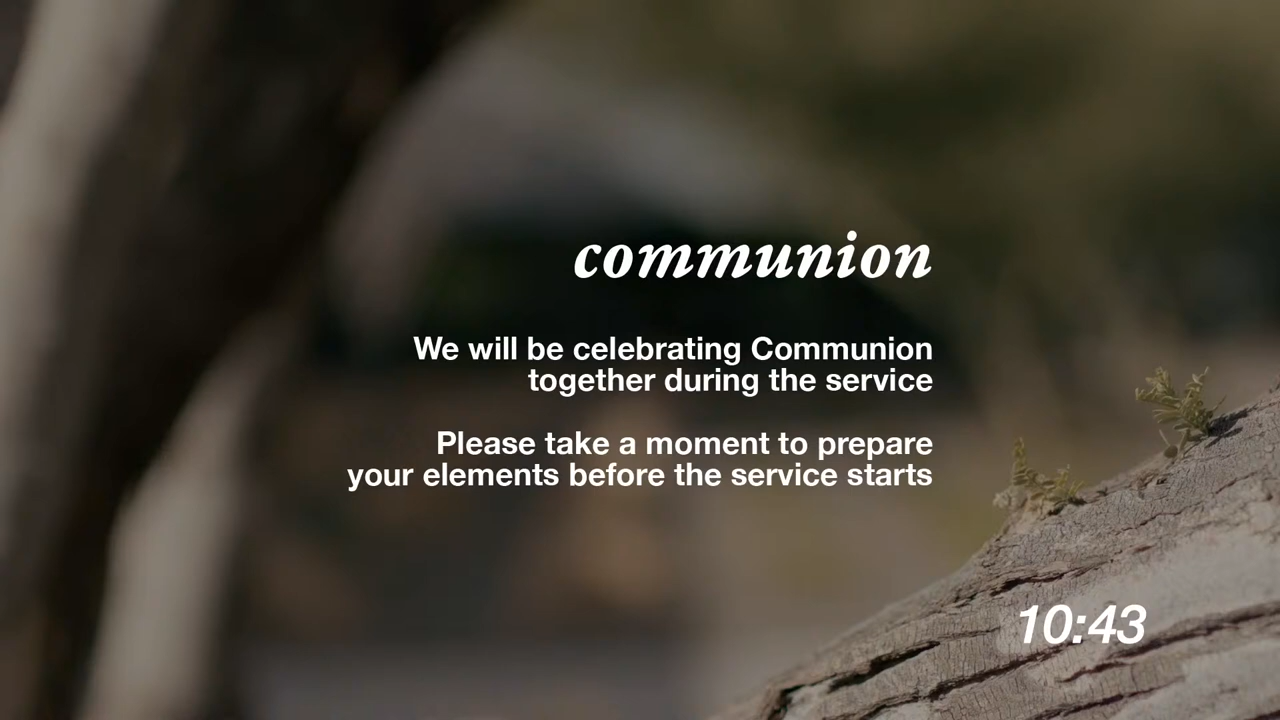 communion
We will be celebrating Communion
together during the service
Please take a moment to prepare
your elements before the service starts
10:43